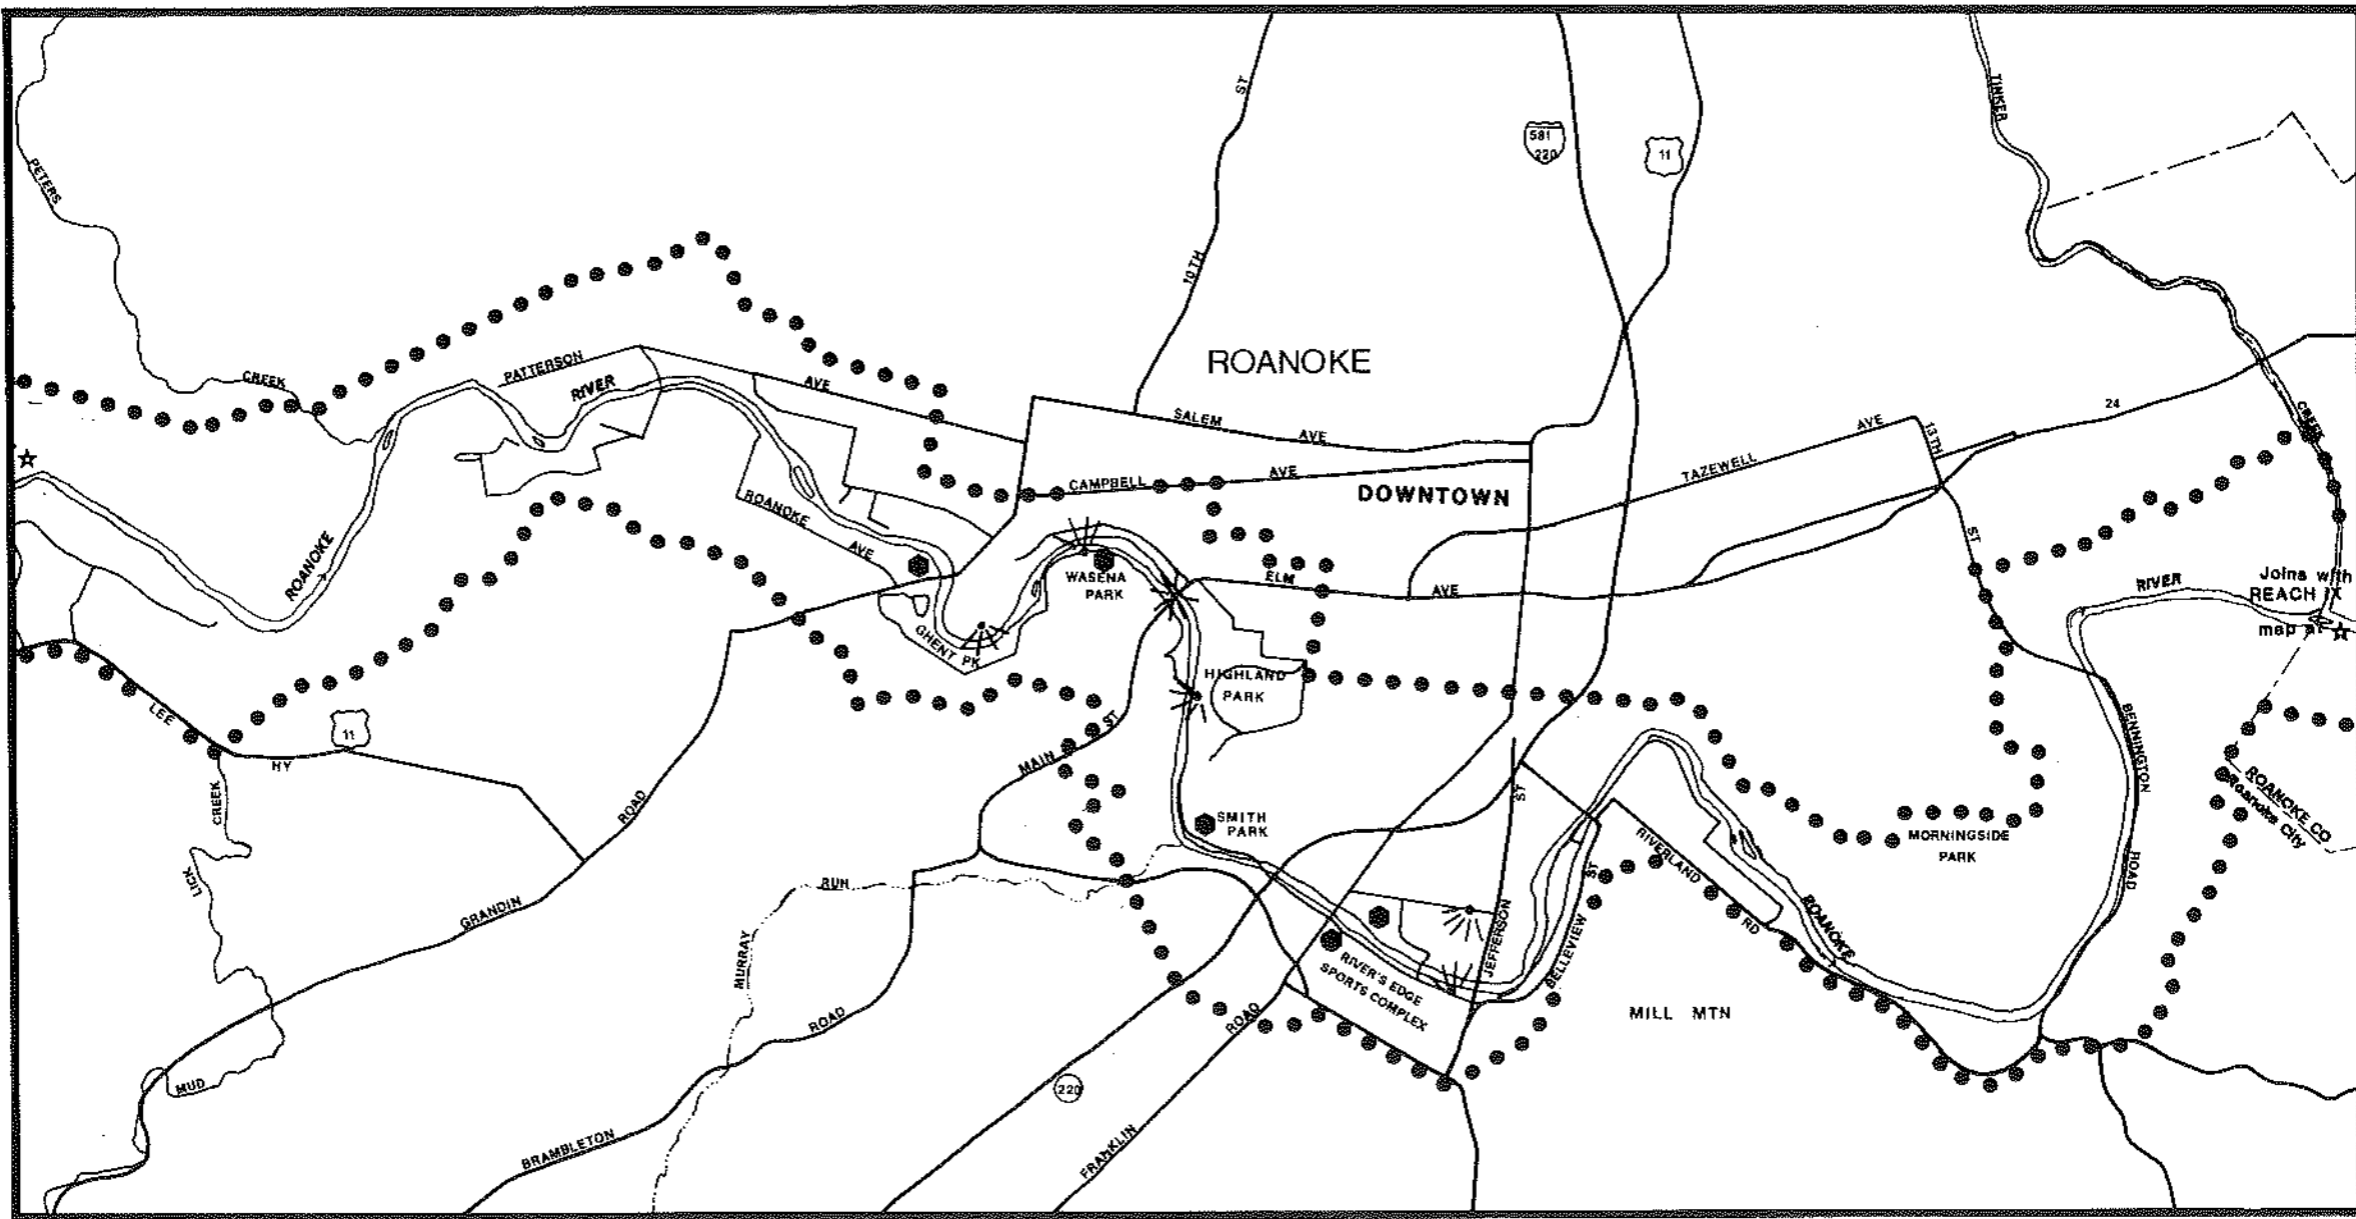 ST
TINKER
581
220
11
PETERS
10TH
ROANOKE
CREEK
PATTERSON
AVE
RIVER
SALEM
AVE
AVE
13TH
24
CREEK
CAMPBELL
AVE
TAZEWELL
DOWNTOWN
ROANOKE
AVE
ROANOKE
ST
WASENA
PARK
ELM
AVE
RIVER
Joins with
REACH IX
map at
GHENT PK
HIGHLAND
PARK
LEE
HY
11
MAIN
ST
BENNINGTON
ROAD
ROANOKE CO
Roanoke City
CREEK
LICK
MUD
GRANDIN
ROAD
SMITH
PARK
ST
RIVERLAND
RD
MORNINGSIDE
PARK
RUN
MURRAY
ROANOKE
JEFFERSON
BELLEVIEW
ST
RIVER'S EDGE
SPORTS COMPLEX
MILL MTN
ROAD
BRAMBLETON
ROAD
FRANKLIN
220